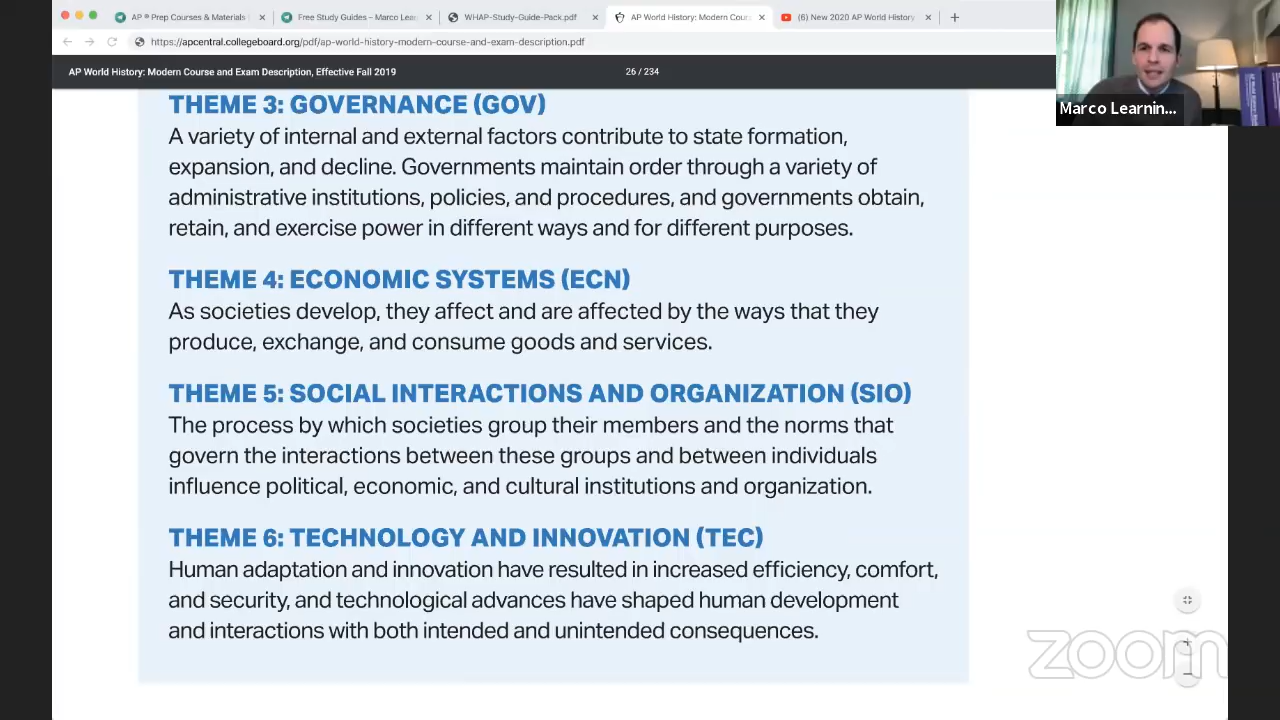 AP ® Prep Courses & Materials
Free Study Guides – Marco Lear
WHAP-Study-Guide-Pack.pdf
AP World History: Modern Cour
(6) New 2020 AP World History
https://apcentral.collegeboard.org/pdf/ap-world-history-modern-course-and-exam-description.pdf
AP World History: Modern Course and Exam Description, Effective Fall 2019
26 / 234
Marco Learnin...
THEME 3: GOVERNANCE (GOV)
A variety of internal and external factors contribute to state formation,
expansion, and decline. Governments maintain order through a variety of
administrative institutions, policies, and procedures, and governments obtain,
retain, and exercise power in different ways and for different purposes.
THEME 4: ECONOMIC SYSTEMS (ECN)
As societies develop, they affect and are affected by the ways that they
produce, exchange, and consume goods and services.
THEME 5: SOCIAL INTERACTIONS AND ORGANIZATION (SIO)
The process by which societies group their members and the norms that
govern the interactions between these groups and between individuals
influence political, economic, and cultural institutions and organization.
THEME 6: TECHNOLOGY AND INNOVATION (TEC)
Human adaptation and innovation have resulted in increased efficiency, comfort,
and security, and technological advances have shaped human development
and interactions with both intended and unintended consequences.
zoom